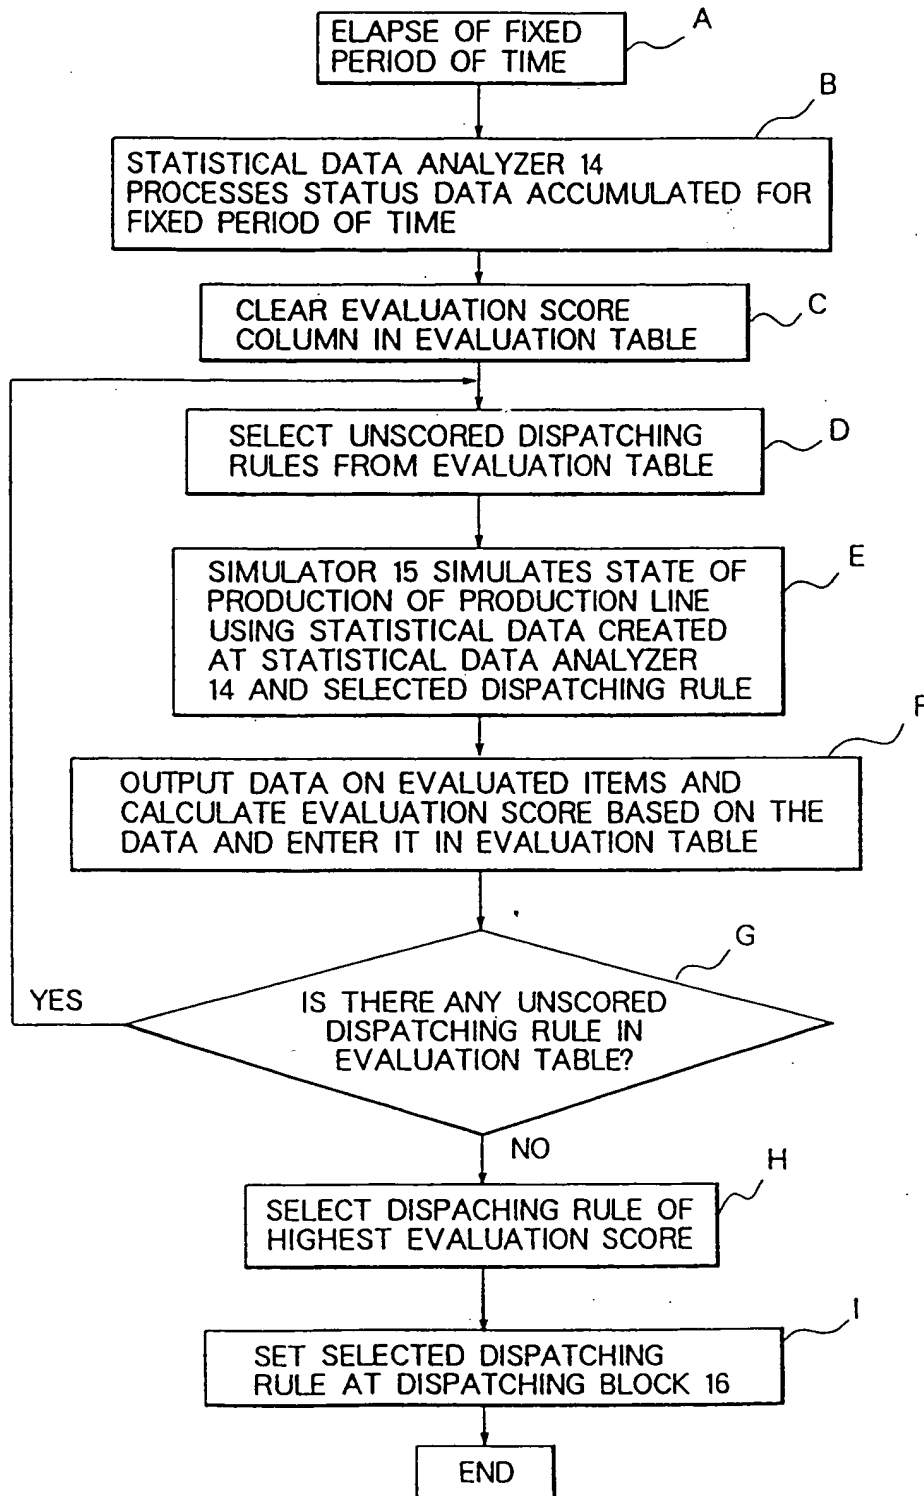 ELAPSE OF FIXED
PERIOD OF TIME
A
B
STATISTICAL DATA ANALYZER 14
PROCESSES STATUS DATA ACCUMULATED FOR
FIXED PERIOD OF TIME
CLEAR EVALUATION SCORE
COLUMN IN EVALUATION TABLE
C
SELECT UNSCORED DISPATCHING
RULES FROM EVALUATION TABLE
D
SIMULATOR 15 SIMULATES STATE OF
PRODUCTION OF PRODUCTION LINE
USING STATISTICAL DATA CREATED
AT STATISTICAL DATA ANALYZER
14 AND SELECTED DISPATCHING RULE
E
F
OUTPUT DATA ON EVALUATED ITEMS AND
CALCULATE EVALUATION SCORE BASED ON THE
DATA AND ENTER IT IN EVALUATION TABLE
G
YES
IS THERE ANY UNSCORED
DISPATCHING RULE IN
EVALUATION TABLE?
NO
H
SELECT DISPACHING RULE OF
HIGHEST EVALUATION SCORE
I
SET SELECTED DISPATCHING
RULE AT DISPATCHING BLOCK 16
END